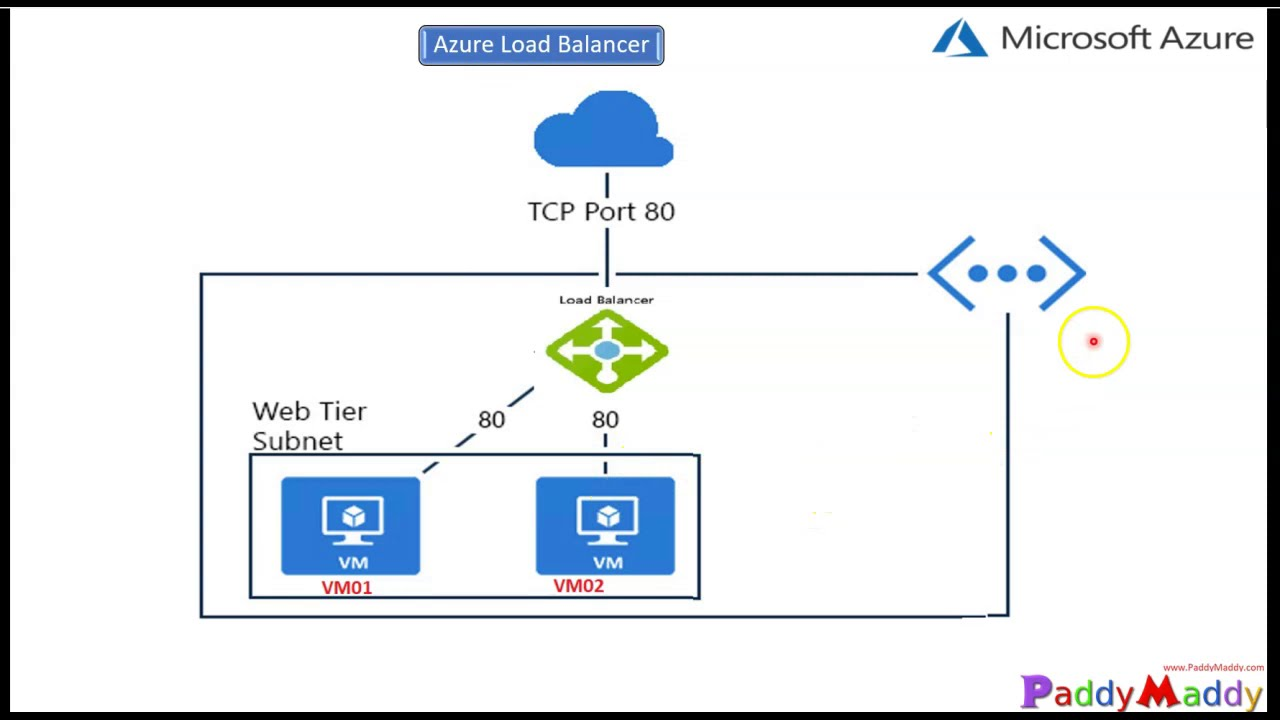 Azure Load Balancer
Microsoft Azure
TCP Port 80
Load Balancer
Web Tier
Subnet
80
80
VM
VM
VM01
VM02
www.PaddyMaddy.com
PaddyMaddy